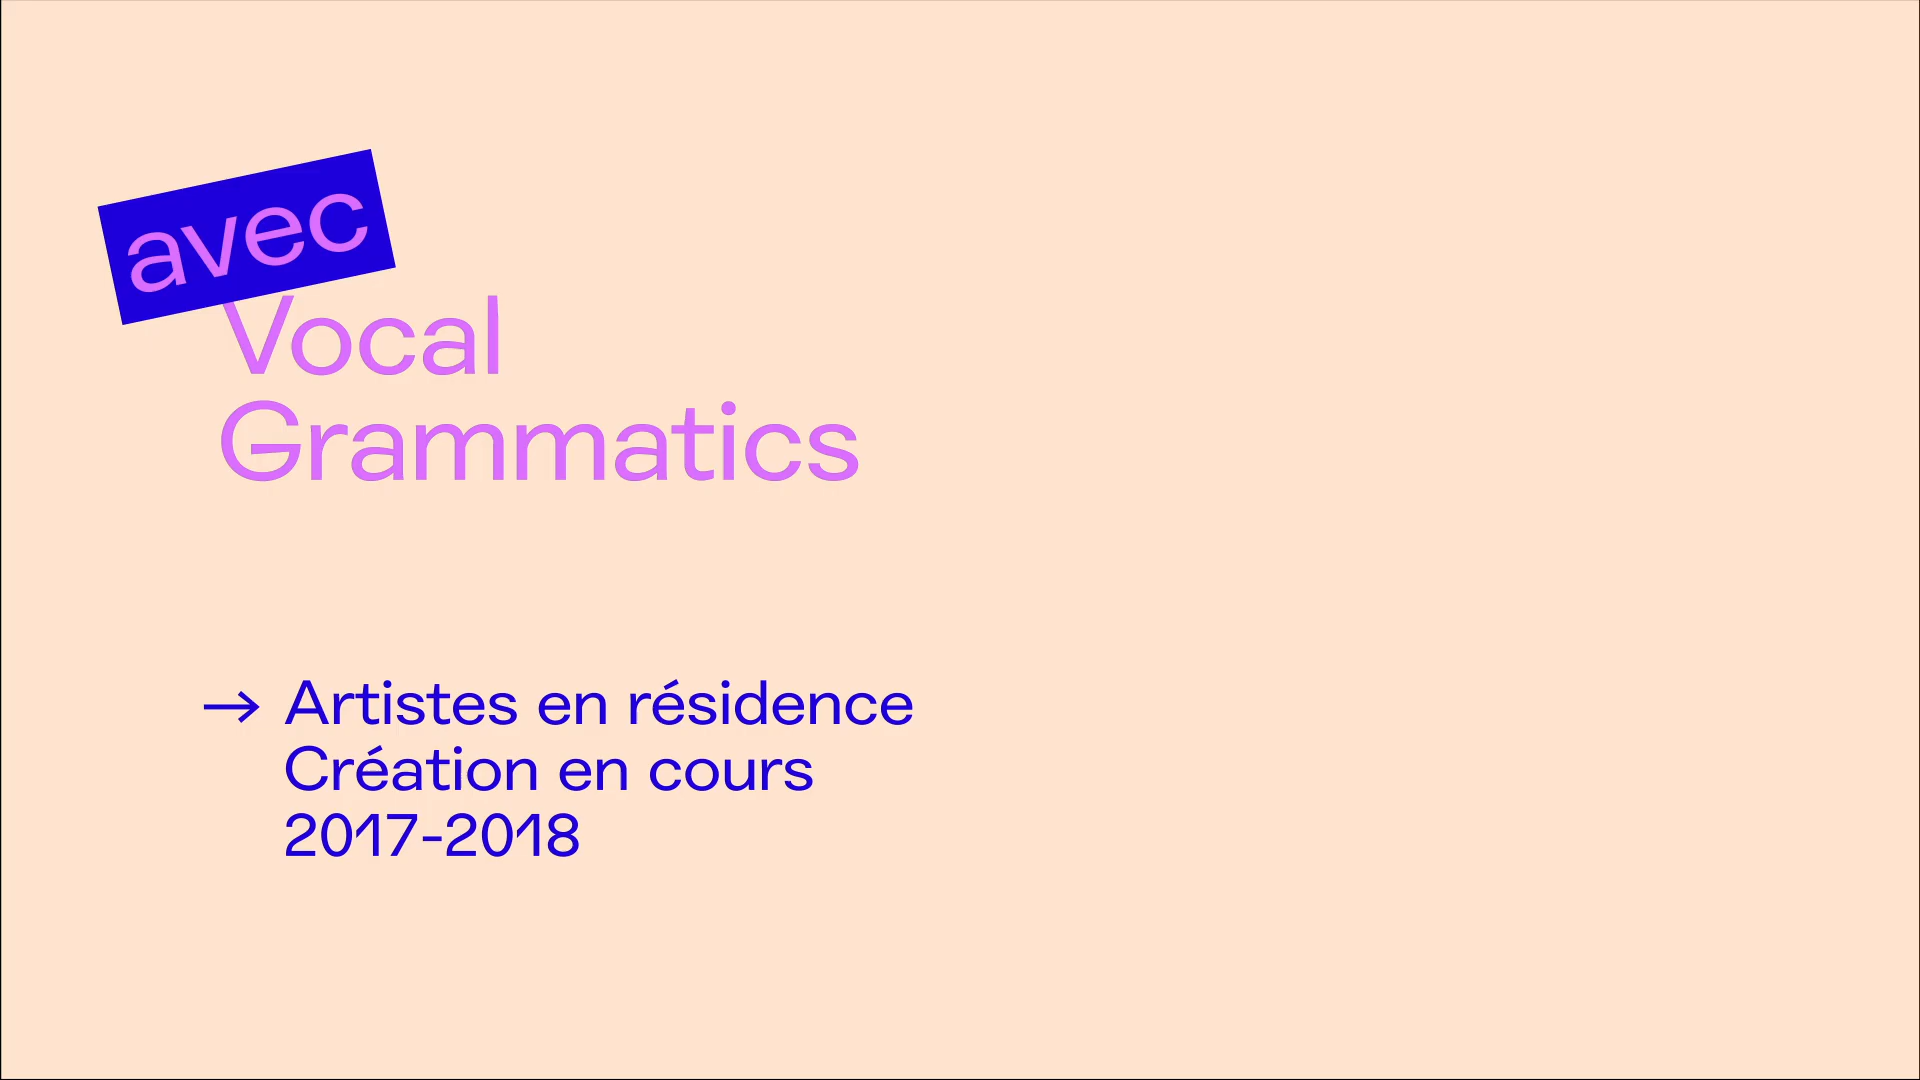 avec
Vocal
Grammatics
→ Artistes en résidence
Création en cours
2017-2018